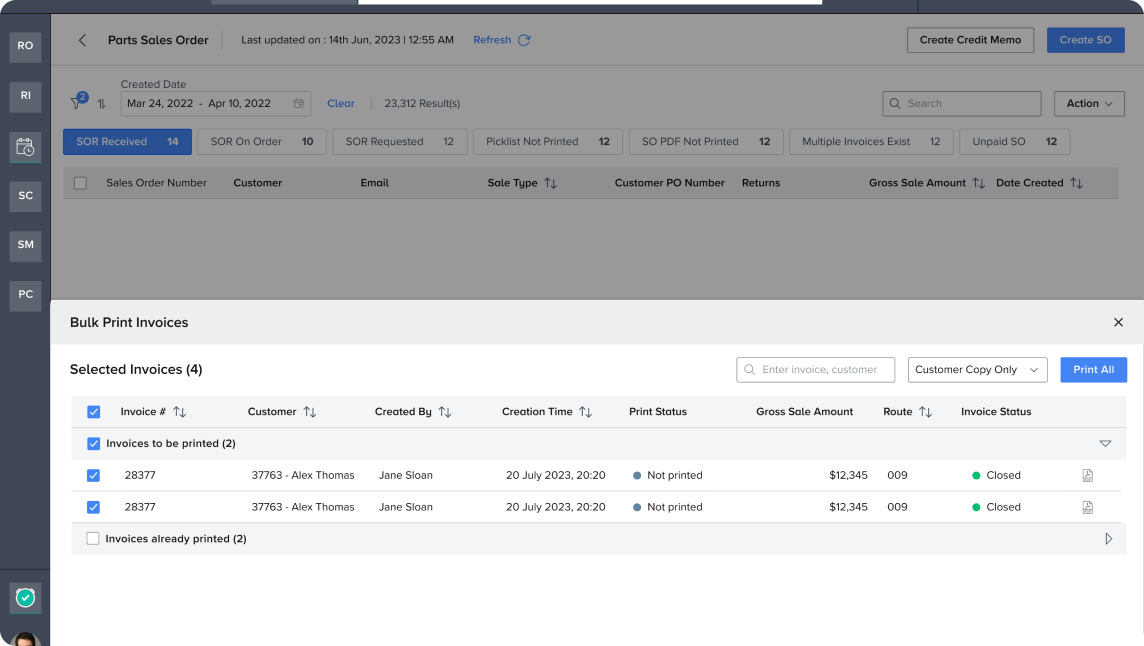 RO
RI
SC
SM
PC
Parts Sales Order
Last updated on : 14th Jun, 2023 | 12:55 AM
Refresh
Create Credit Memo
Create SO
2
Created Date
Mar 24, 2022 - Apr 10, 2022
Clear
23,312 Result(s)
Search
Action
SOR Received 14
SOR On Order 10
SOR Requested 12
Picklist Not Printed 12
SO PDF Not Printed 12
Multiple Invoices Exist 12
Unpaid SO 12
Sales Order Number Customer Email Sale Type Customer PO Number Returns Gross Sale Amount Date Created
Bulk Print Invoices
Selected Invoices (4)
Enter invoice, customer
Customer Copy Only
Print All
Invoice # Customer Created By Creation Time Print Status Gross Sale Amount Route Invoice Status
Invoices to be printed (2)
28377 37763 - Alex Thomas Jane Sloan 20 July 2023, 20:20 Not printed $12,345 009 Closed
28377 37763 - Alex Thomas Jane Sloan 20 July 2023, 20:20 Not printed $12,345 009 Closed
Invoices already printed (2)